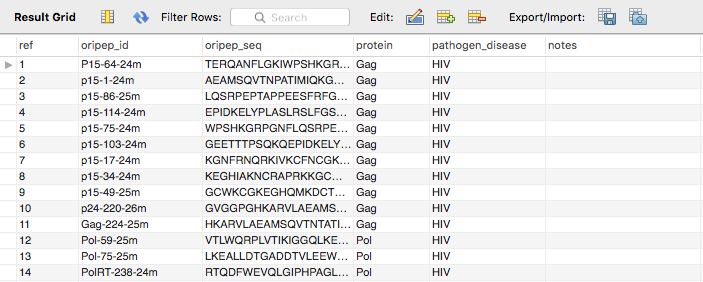 Result Grid Filter Rows: Search Edit: Export/Import:
ref oripep_id oripep_seq protein pathogen_disease notes
1 P15-64-24m TERQANFLGKIWPSHKGR... Gag HIV
2 p15-1-24m AEAMSQVTNPATIMIQKG... Gag HIV
3 p15-86-25m LQSRPEPTAPPEESFRFG... Gag HIV
4 p15-114-24m EPIDKELYPLASLRSLFGS... Gag HIV
5 p15-75-24m WPSHKGRPGNFLQSRPE... Gag HIV
6 p15-103-24m GEETTTPSQKQEPIDKELY... Gag HIV
7 p15-17-24m KGNFRNQRKIVKCFNCGK... Gag HIV
8 p15-34-24m KEGHIAKNCRAPRKKGC... Gag HIV
9 p15-49-25m GCWKCGKEGHQMKDCT... Gag HIV
10 p24-220-26m GVGGPGHKARVLAEAMS... Gag HIV
11 Gag-224-25m HKARVLAEAMSQVTNTATI... Gag HIV
12 Pol-59-25m VTLWQRPLVTIKIGGQLKE... Pol HIV
13 Pol-75-25m LKEALLDTGADDTVLEEW... Pol HIV
14 PolRT-238-24m RTQDFWEVQLGIPHPAGL... Pol HIV